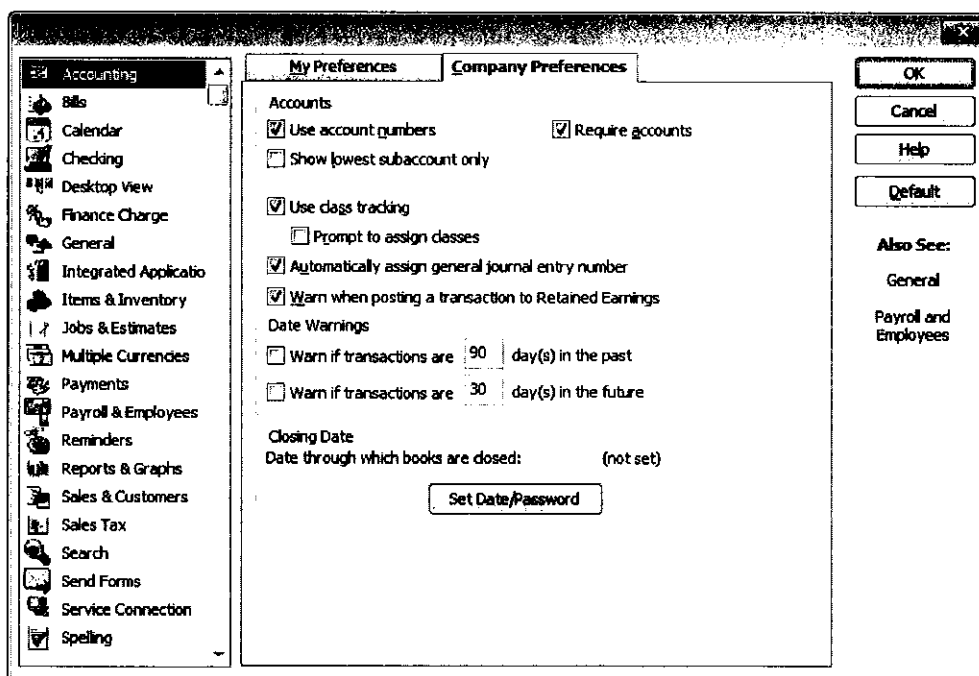 Accounting
Bills
Calendar
Checking
Desktop View
Finance Charge
General
Integrated Applicatio
Items & Inventory
Jobs & Estimates
Multiple Currencies
Payments
Payroll & Employees
Reminders
Reports & Graphs
Sales & Customers
Sales Tax
Search
Send Forms
Service Connection
Spelling
My Preferences Company Preferences
Accounts
Use account numbers Require accounts
Show lowest subaccount only
Use class tracking
Prompt to assign classes
Automatically assign general journal entry number
Warn when posting a transaction to Retained Earnings
Date Warnings
Warn if transactions are 90 day(s) in the past
Warn if transactions are 30 day(s) in the future
Closing Date
Date through which books are closed: (not set)
Set Date/Password
OK
Cancel
Help
Default
Also See:
General
Payroll and
Employees